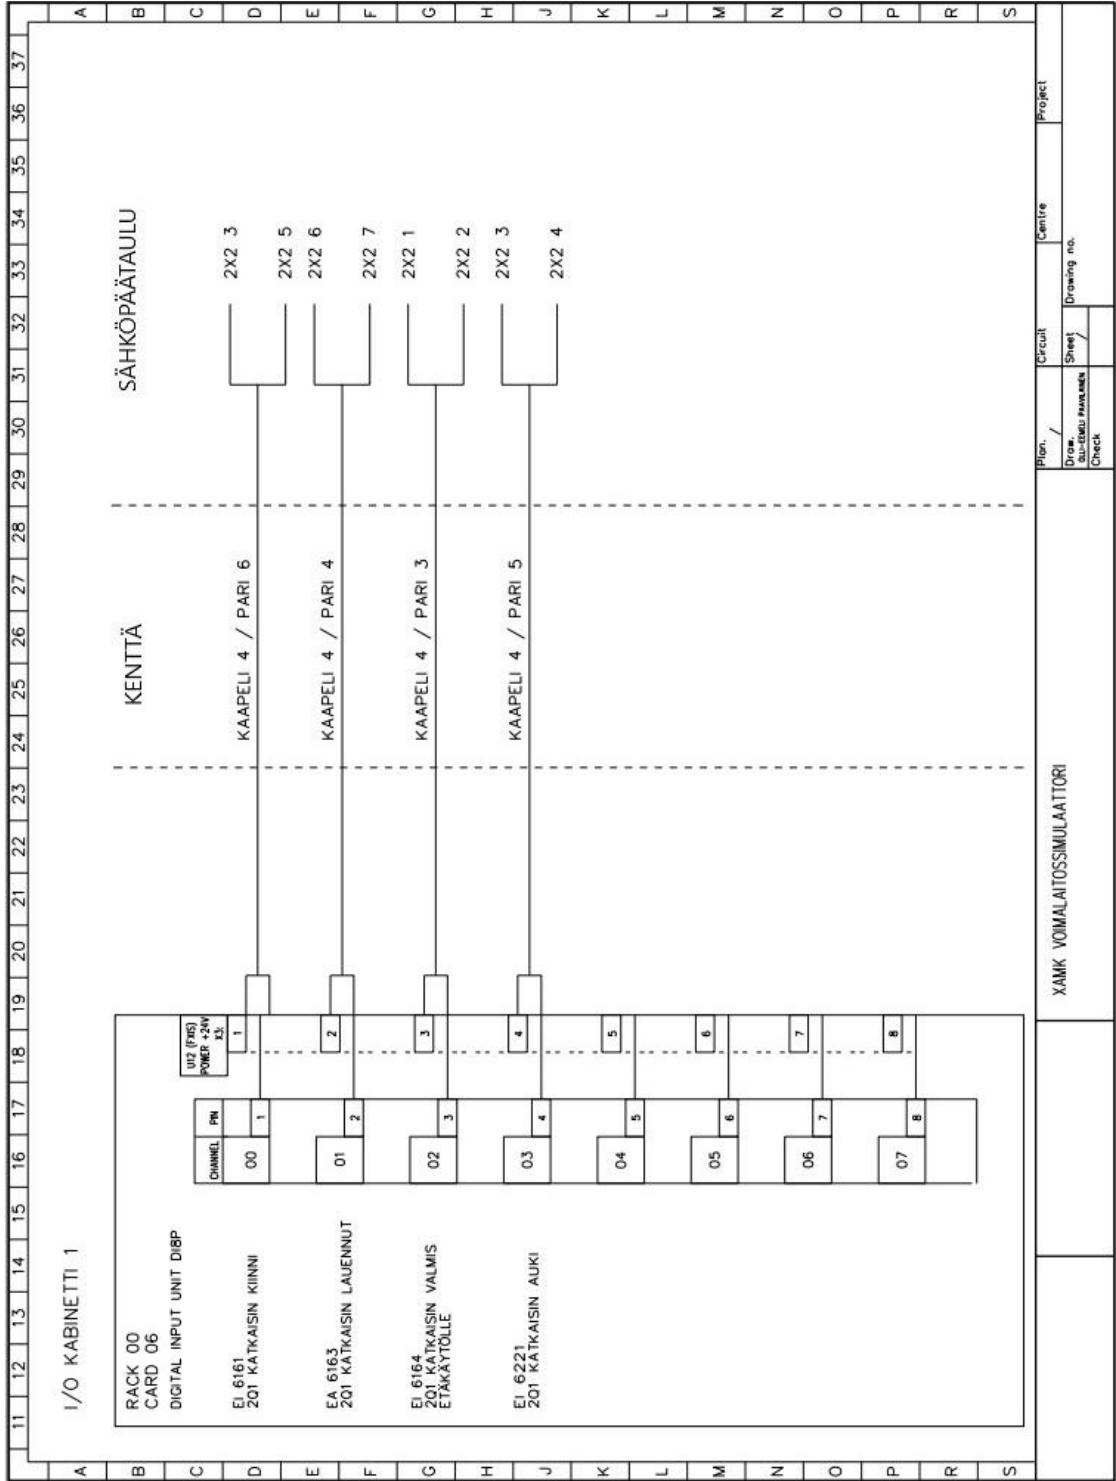 11 12 13 14 15 16 17 18 19 20 21 22 23 24 25 26 27 28 29 30 31 32 33 34 35 36 37
A A
B B
C C
D D
E E
F F
G G
H H
J J
K K
L L
M M
N N
O O
P P
R R
S S
I/O KABINETTI 1
RACK 00
CARD 06
DIGITAL INPUT UNIT DI8P
KENTTÄ
SÄHKÖPÄÄTAULU
U12 (FXIS)
POWER +24V
X3:
CHANNEL PIN
EI 6161
2Q1 KATKAISIN KIINNI
00 1 1
KAAPELI 4 / PARI 6
2X2 3
2X2 5
EA 6163
2Q1 KATKAISIN LAUENNUT
01 2 2
KAAPELI 4 / PARI 4
2X2 6
2X2 7
EI 6164
2Q1 KATKAISIN VALMIS
ETÄKÄYTÖLLE
02 3 3
KAAPELI 4 / PARI 3
2X2 1
2X2 2
EI 6221
2Q1 KATKAISIN AUKI
03 4 4
KAAPELI 4 / PARI 5
2X2 3
2X2 4
04 5 5
05 6 6
06 7 7
07 8 8
XAMK VOIMALAITOSSIMULAATTORI
Plan. /
Circuit
Centre
Project
Draw.
OLLI-EEMELI PAAVILAINEN
Sheet /
Drawing no.
Check